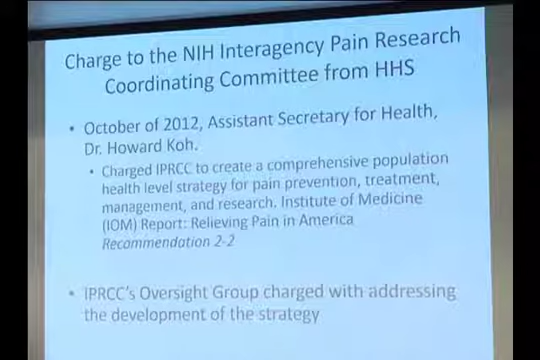 Charge to the NIH Interagency Pain Research
Coordinating Committee from HHS
• October of 2012, Assistant Secretary for Health,
Dr. Howard Koh.
• Charged IPRCC to create a comprehensive population
health level strategy for pain prevention, treatment,
management, and research. Institute of Medicine
(IOM) Report: Relieving Pain in America
Recommendation 2-2
• IPRCC's Oversight Group charged with addressing
the development of the strategy